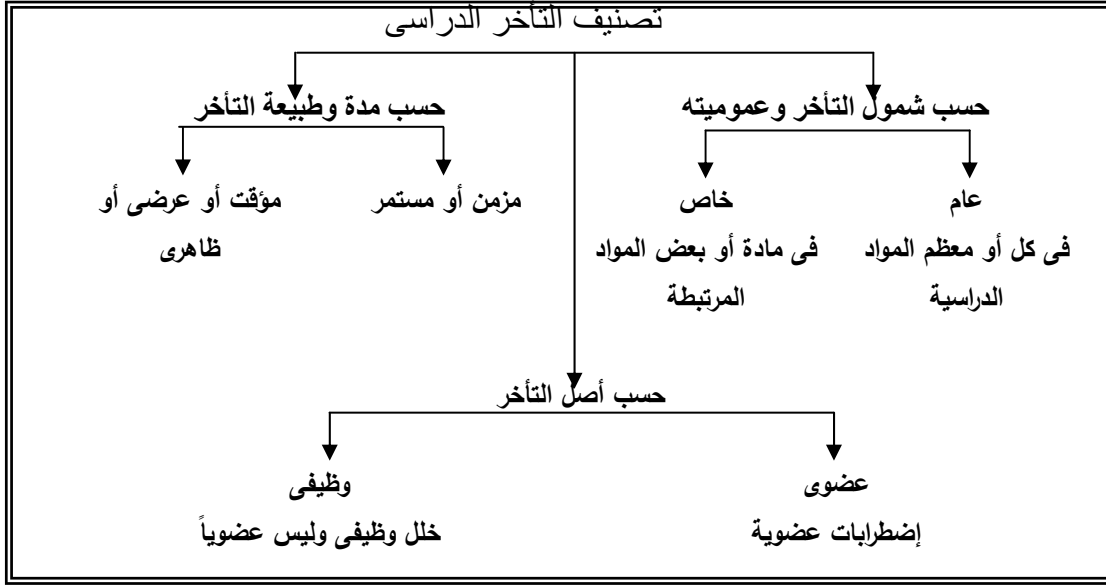 تصنيف التأخر الدراسى
حسب شمول التأخر وعموميته
حسب مدة وطبيعة التأخر
عام
خاص
مزمن أو مستمر
مؤقت أو عرضى أو
ظاهرى
فى كل أو معظم المواد
الدراسية
فى مادة أو بعض المواد
المرتبطة
حسب أصل التأخر
عضوى
وظيفى
إضطرابات عضوية
خلل وظيفى وليس عضوياً